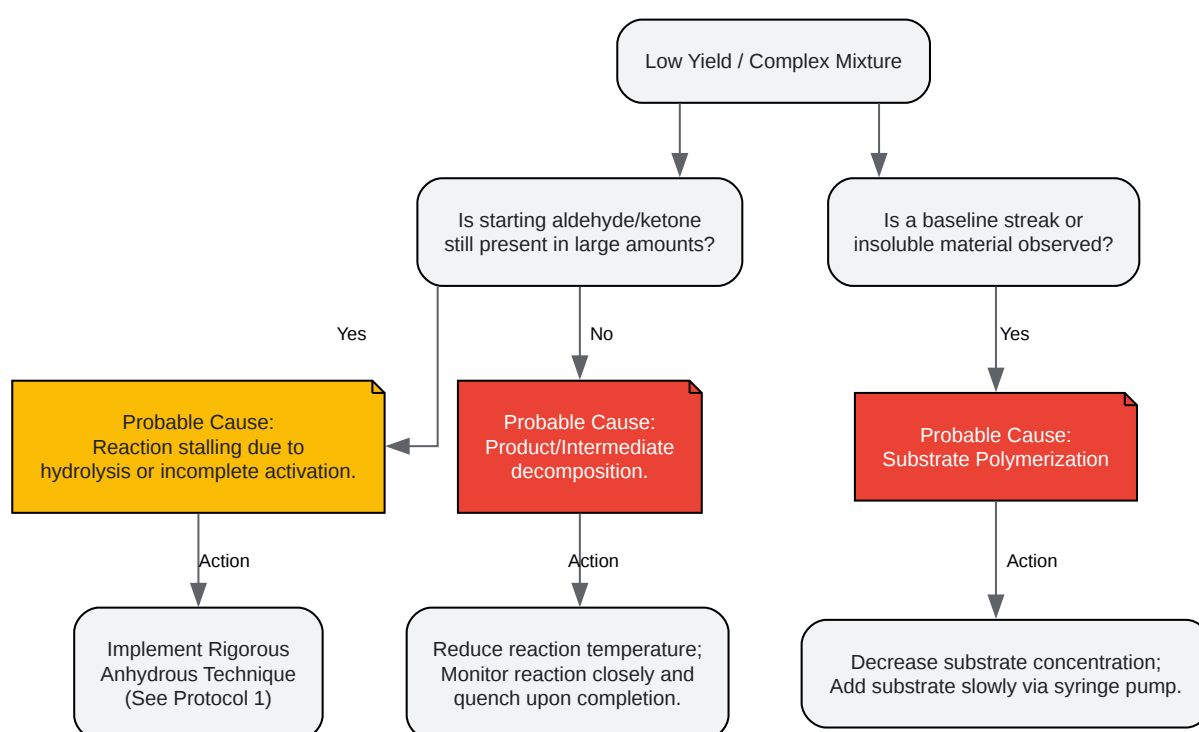 Low Yield / Complex Mixture
Is starting aldehyde/ketone
still present in large amounts?
Is a baseline streak or
insoluble material observed?
Yes
No
Yes
Probable Cause:
Reaction stalling due to
hydrolysis or incomplete activation.
Probable Cause:
Product/Intermediate
decomposition.
Probable Cause:
Substrate Polymerization
Action
Action
Action
Implement Rigorous
Anhydrous Technique
(See Protocol 1)
Reduce reaction temperature;
Monitor reaction closely and
quench upon completion.
Decrease substrate concentration;
Add substrate slowly via syringe pump.